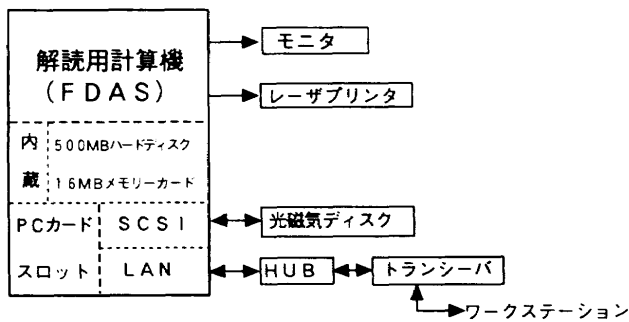 解読用計算機
(FDAS)
内蔵
500MBハードディスク
16MBメモリーカード
PCカード
スロット
SCSI
LAN
モニタ
レーザプリンタ
光磁気ディスク
HUB
トランシーバ
ワークステーション